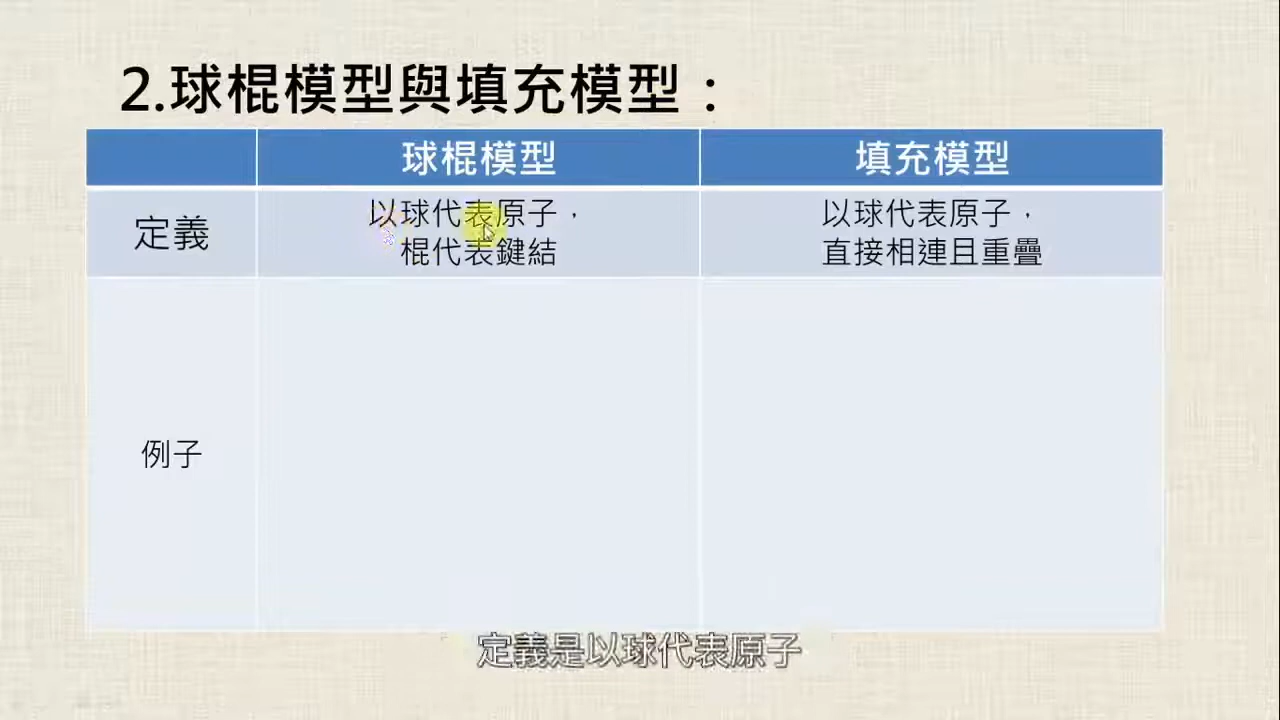 2.球棍模型與填充模型：
球棍模型
填充模型
定義
以球代表原子，
棍代表鍵結
以球代表原子，
直接相連且重疊
例子
定義是以球代表原子